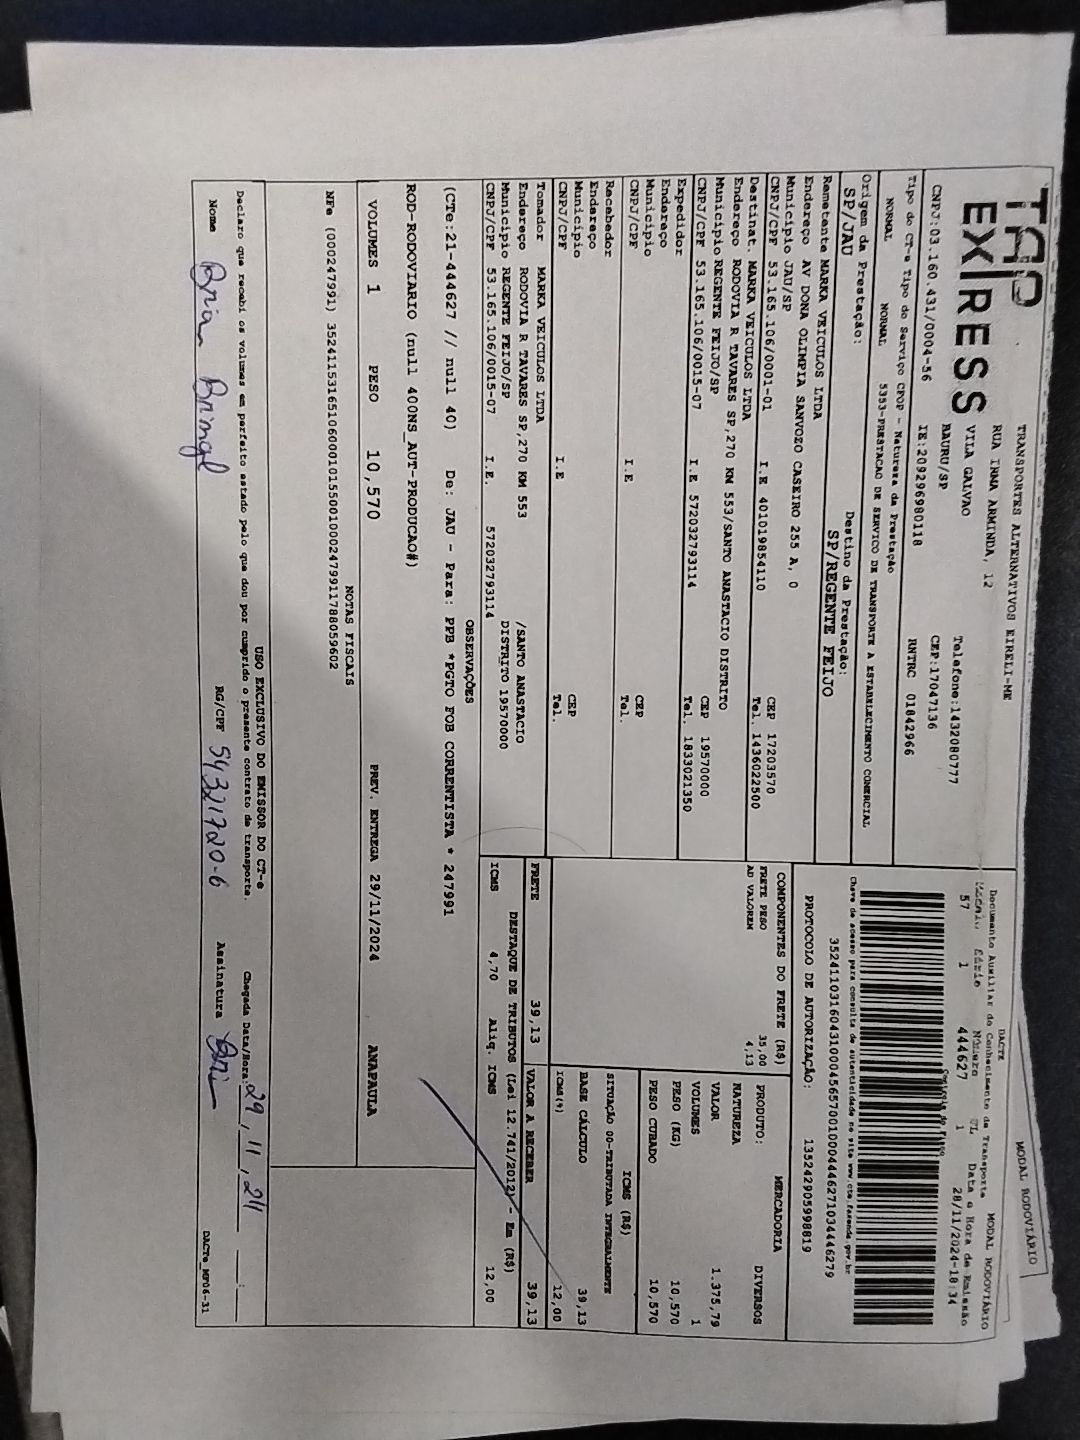 MODAL RODOVIÁRIO
TAP
EXPRESS
TRANSPORTES ALTERNATIVOS EIRELI-ME
RUA IRMA ARMINDA, 12
VILA GALVAO
BAURU/SP
Telefone:1432080777
CEP:17047136
CNPJ:03.160.431/0004-56 IE:209296980118 RNTRC 01842966
DACTE
Documento Auxiliar do Conhecimento de Transporte MODAL RODOVIÁRIO
Modelo Série Número FL Data e Hora de Emissão
57 1 444627 1 28/11/2024-18:34
Controle do Fisco
Tipo do CT-e Tipo do Serviço CFOP - Natureza da Prestação
NORMAL NORMAL 5353-PRESTACAO DE SERVICO DE TRANSPORTE A ESTABELECIMENTO COMERCIAL
Chave de acesso para consulta de autenticidade no site www.cte.fazenda.gov.br
35241103160431000456570010004446271034446279
Origem da Prestação: Destino da Prestação:
SP/JAU SP/REGENTE FEIJO
PROTOCOLO DE AUTORIZAÇÃO: 135242905998819
Remetente MARKA VEICULOS LTDA
Endereço AV DONA OLIMPIA SANVOZO CASEIRO 255 A, 0
Município JAU/SP CEP 17203570
CNPJ/CPF 53.165.106/0001-01 I.E 401019854110 Tel. 1436022500
Destinat. MARKA VEICULOS LTDA
Endereço RODOVIA R TAVARES SP,270 KM 553/SANTO ANASTACIO DISTRITO
Município REGENTE FEIJO/SP CEP 19570000
CNPJ/CPF 53.165.106/0015-07 I.E 572032793114 Tel. 1833021350
Expedidor
Endereço
Município CEP
CNPJ/CPF I.E Tel.
Recebedor
Endereço
Município CEP
CNPJ/CPF I.E Tel.
Tomador MARKA VEICULOS LTDA
Endereço RODOVIA R TAVARES SP,270 KM 553 /SANTO ANASTACIO
Município REGENTE FEIJO/SP DISTRITO 19570000
CNPJ/CPF 53.165.106/0015-07 I.E. 572032793114
COMPONENTES DO FRETE (R$)
FRETE PESO 35,00
AD VALOREM 4,13
MERCADORIA
PRODUTO: DIVERSOS
NATUREZA
VALOR 1.375,79
VOLUMES 1
PESO (KG) 10,570
PESO CUBADO 10,570
ICMS (R$)
SITUAÇÃO 00-TRIBUTADA INTEGRALMENTE
BASE CÁLCULO 39,13
ICMS(%) 12,00
FRETE 39,13 VALOR A RECEBER 39,13
DESTAQUE DE TRIBUTOS (Lei 12.741/2012) - Em (R$)
ICMS 4,70 Aliq. ICMS 12,00
OBSERVAÇÕES
(CTe:21-444627 // null 40) De: JAU - Para: PPB *PGTO FOB CORRENTISTA * 247991
ROD-RODOVIARIO (null 400NS_AUT-PRODUCAO#)
VOLUMES 1 PESO 10,570 PREV. ENTREGA 29/11/2024 ANAPAULA
NOTAS FISCAIS
NFe (000247991) 35241153165106000101550010002479911788059602
USO EXCLUSIVO DO EMISSOR DO CT-e
Declaro que recebi os volumes em perfeito estado pelo que dou por cumprido o presente contrato de transporte. Chegada Data/Hora 29, 11, 24 :
Nome Brian RG/CPF 54321720-6 Assinatura
DACTe_MP06-31